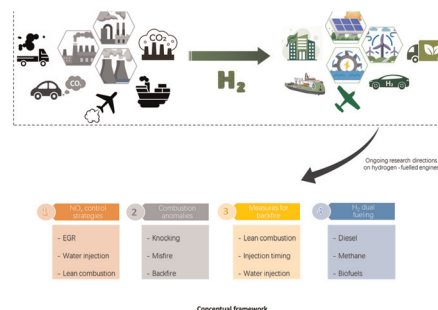 CO₂
CO₂
H₂
H₂
Ongoing research directions
on hydrogen -fuelled engines
1
NOₓ control
strategies
- EGR
- Water injection
- Lean combustion
2
Combustion
anomalies
- Knocking
- Misfire
- Backfire
3
Measures for
backfire
- Lean combustion
- Injection timing
- Water injection
4
H₂ dual
fueling
- Diesel
- Methane
- Biofuels
Conceptual framework